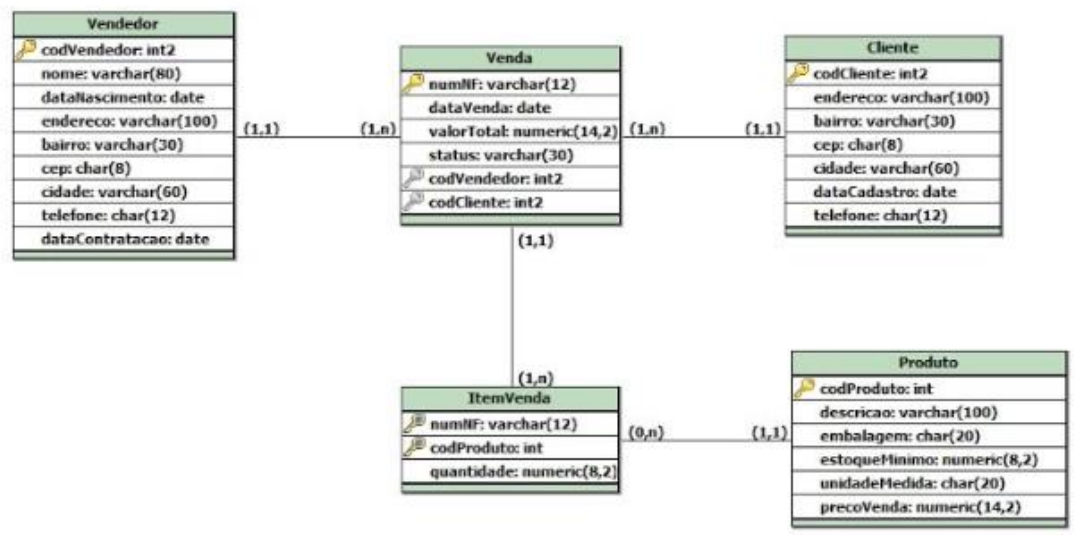 Vendedor
codVendedor: int2
nome: varchar(80)
dataNascimento: date
endereco: varchar(100)
bairro: varchar(30)
cep: char(8)
cidade: varchar(60)
telefone: char(12)
dataContratacao: date
(1,1)
(1,n)
Venda
numNF: varchar(12)
dataVenda: date
valorTotal: numeric(14,2)
status: varchar(30)
codVendedor: int2
codCliente: int2
(1,n)
(1,1)
Cliente
codCliente: int2
endereco: varchar(100)
bairro: varchar(30)
cep: char(8)
cidade: varchar(60)
dataCadastro: date
telefone: char(12)
(1,1)
(1,n)
ItemVenda
numNF: varchar(12)
codProduto: int
quantidade: numeric(8,2)
(0,n)
(1,1)
Produto
codProduto: int
descricao: varchar(100)
embalagem: char(20)
estoqueMinimo: numeric(8,2)
unidadeMedida: char(20)
precoVenda: numeric(14,2)